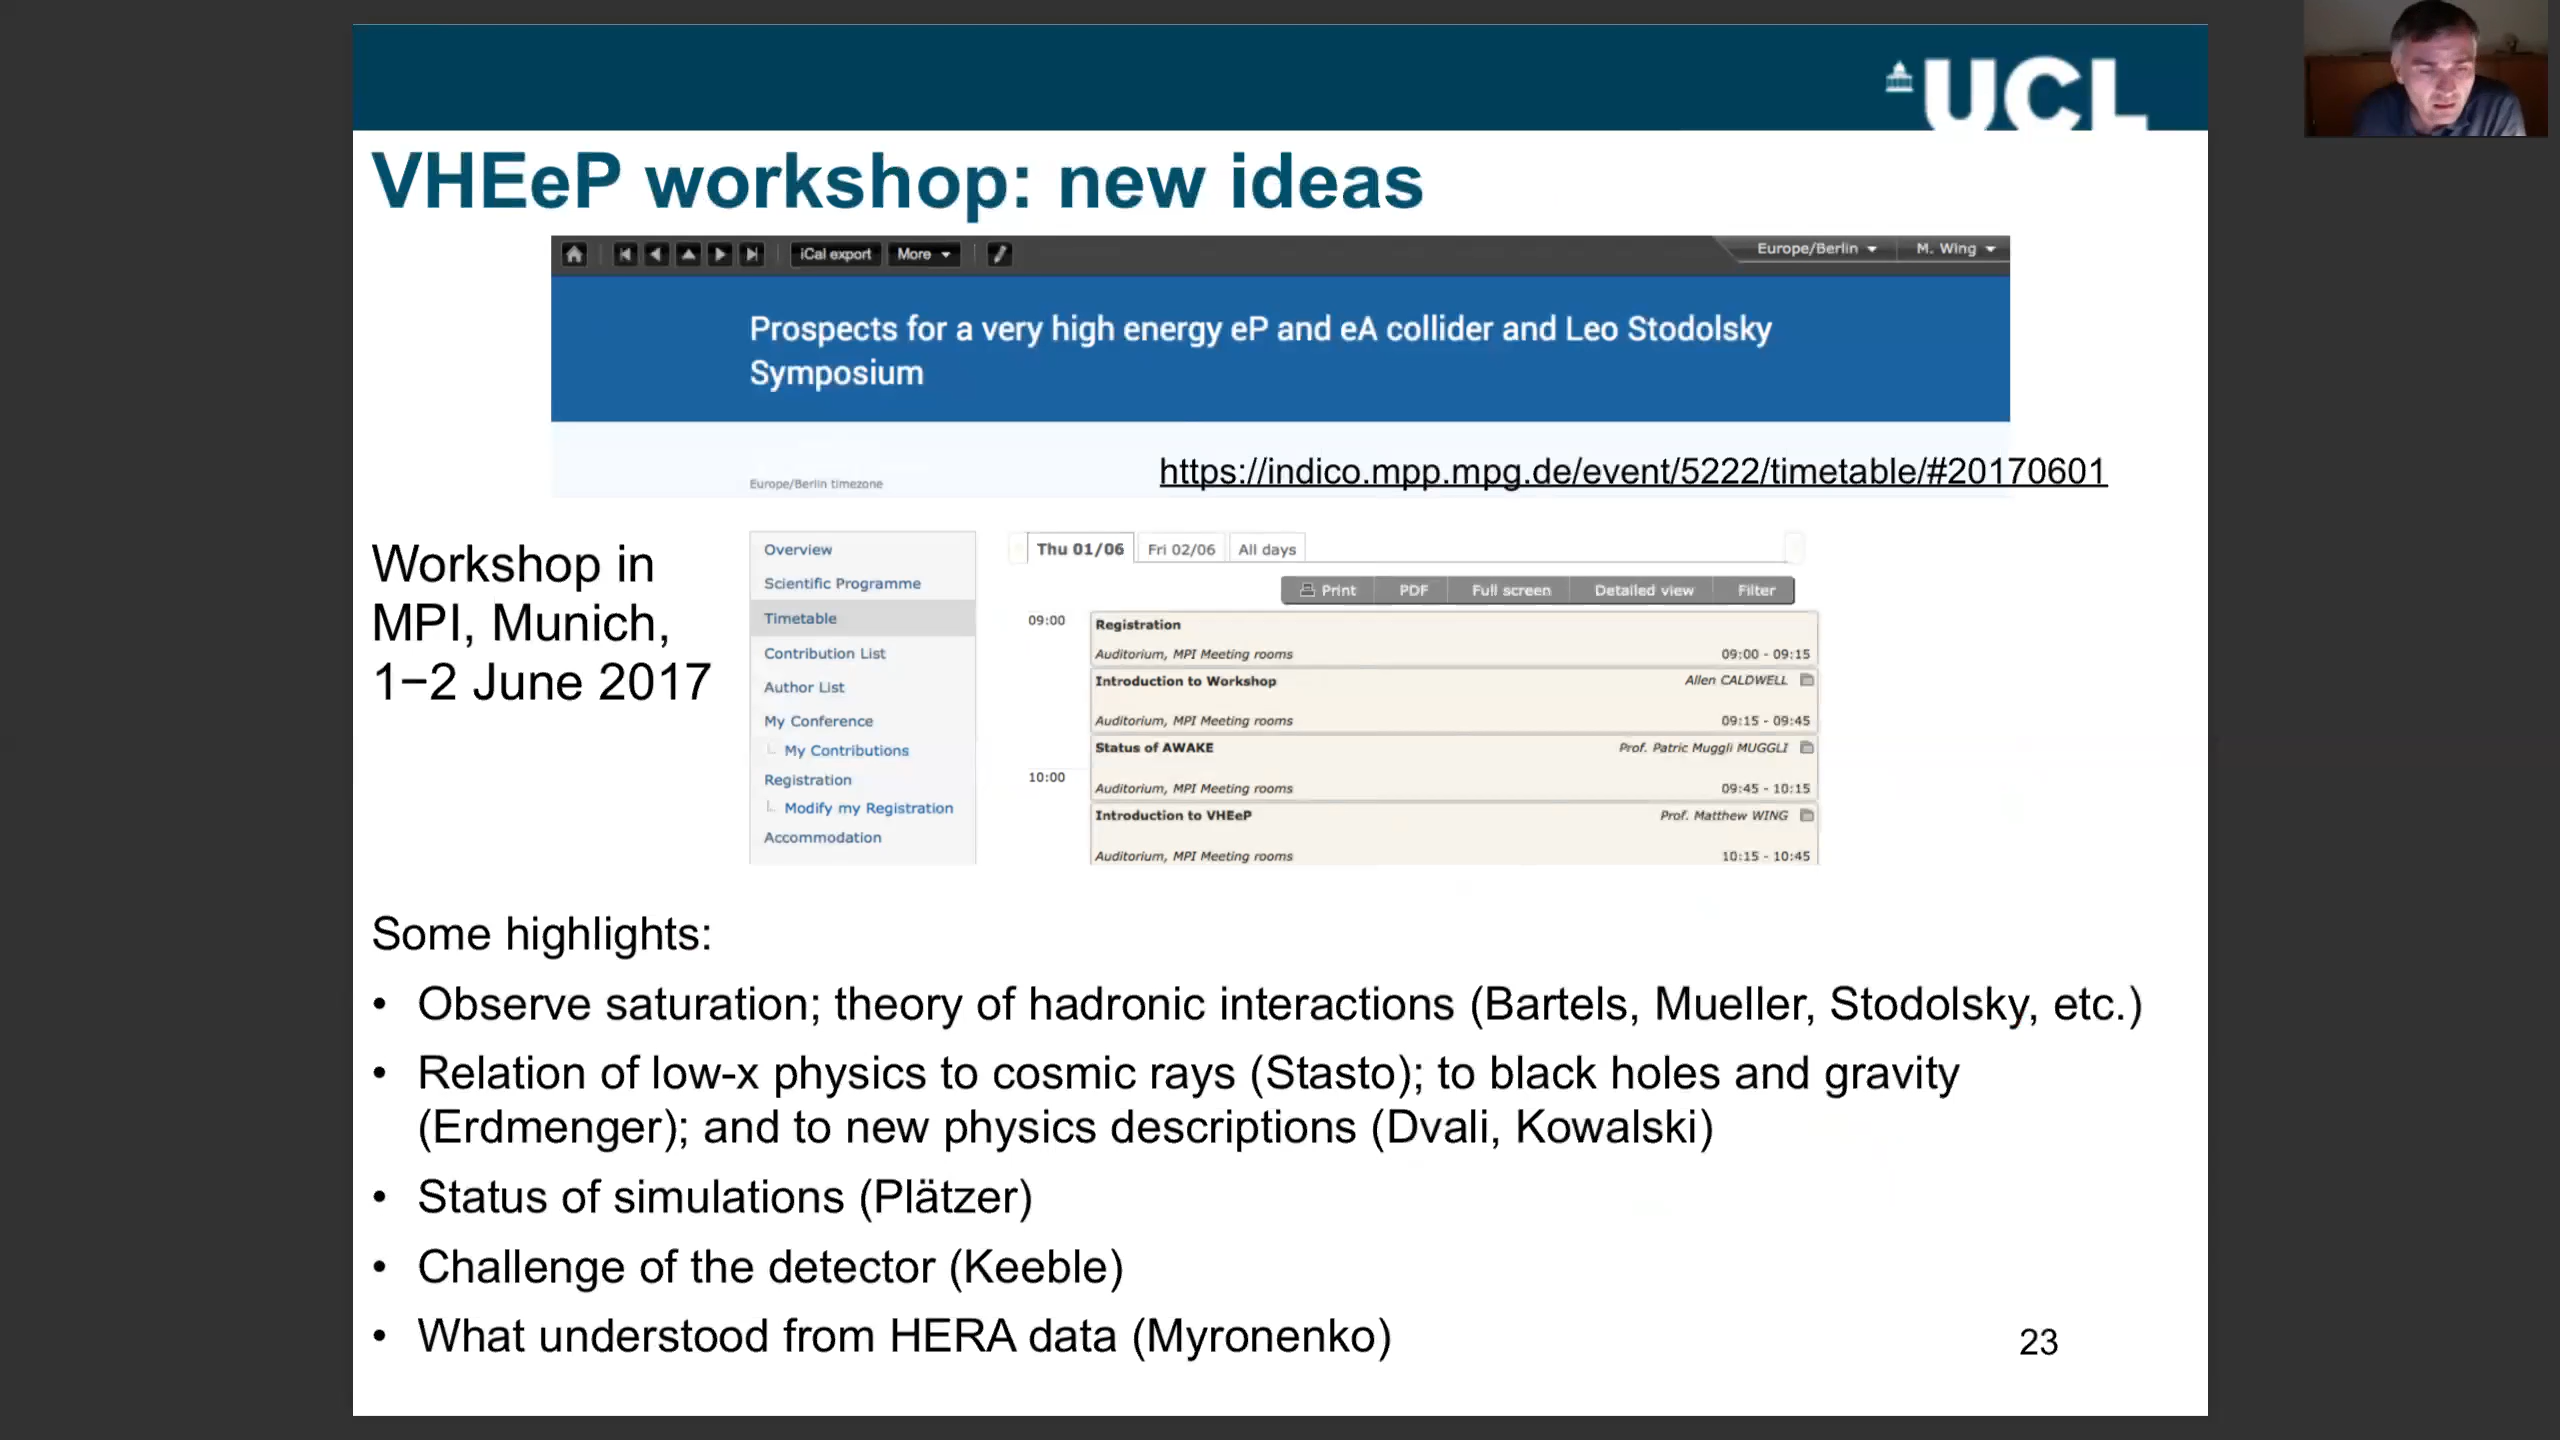 UCL
VHEeP workshop: new ideas
iCal export More Europe/Berlin M. Wing
Prospects for a very high energy eP and eA collider and Leo Stodolsky
Symposium
https://indico.mpp.mpg.de/event/5222/timetable/#20170601
Europe/Berlin timezone
Workshop in
MPI, Munich,
1−2 June 2017
Overview
Scientific Programme
Timetable
Contribution List
Author List
My Conference
My Contributions
Registration
Modify my Registration
Accommodation
Thu 01/06 Fri 02/06 All days
Print PDF Full screen Detailed view Filter
09:00
Registration
Auditorium, MPI Meeting rooms 09:00 - 09:15
Introduction to Workshop Allen CALDWELL
Auditorium, MPI Meeting rooms 09:15 - 09:45
Status of AWAKE Prof. Patric Muggli MUGGLI
10:00
Auditorium, MPI Meeting rooms 09:45 - 10:15
Introduction to VHEeP Prof. Matthew WING
Auditorium, MPI Meeting rooms 10:15 - 10:45
Some highlights:
• Observe saturation; theory of hadronic interactions (Bartels, Mueller, Stodolsky, etc.)
• Relation of low-x physics to cosmic rays (Stasto); to black holes and gravity
(Erdmenger); and to new physics descriptions (Dvali, Kowalski)
• Status of simulations (Plätzer)
• Challenge of the detector (Keeble)
• What understood from HERA data (Myronenko)
23